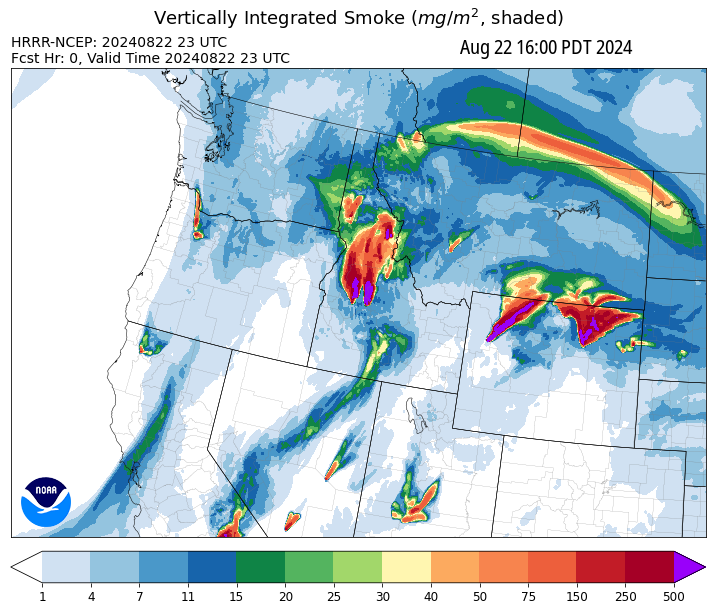 Vertically Integrated Smoke (mg/m², shaded)
HRRR-NCEP: 20240822 23 UTC
Fcst Hr: 0, Valid Time 20240822 23 UTC
Aug 22 16:00 PDT 2024
NOAA
1 4 7 11 15 20 25 30 40 50 75 150 250 500